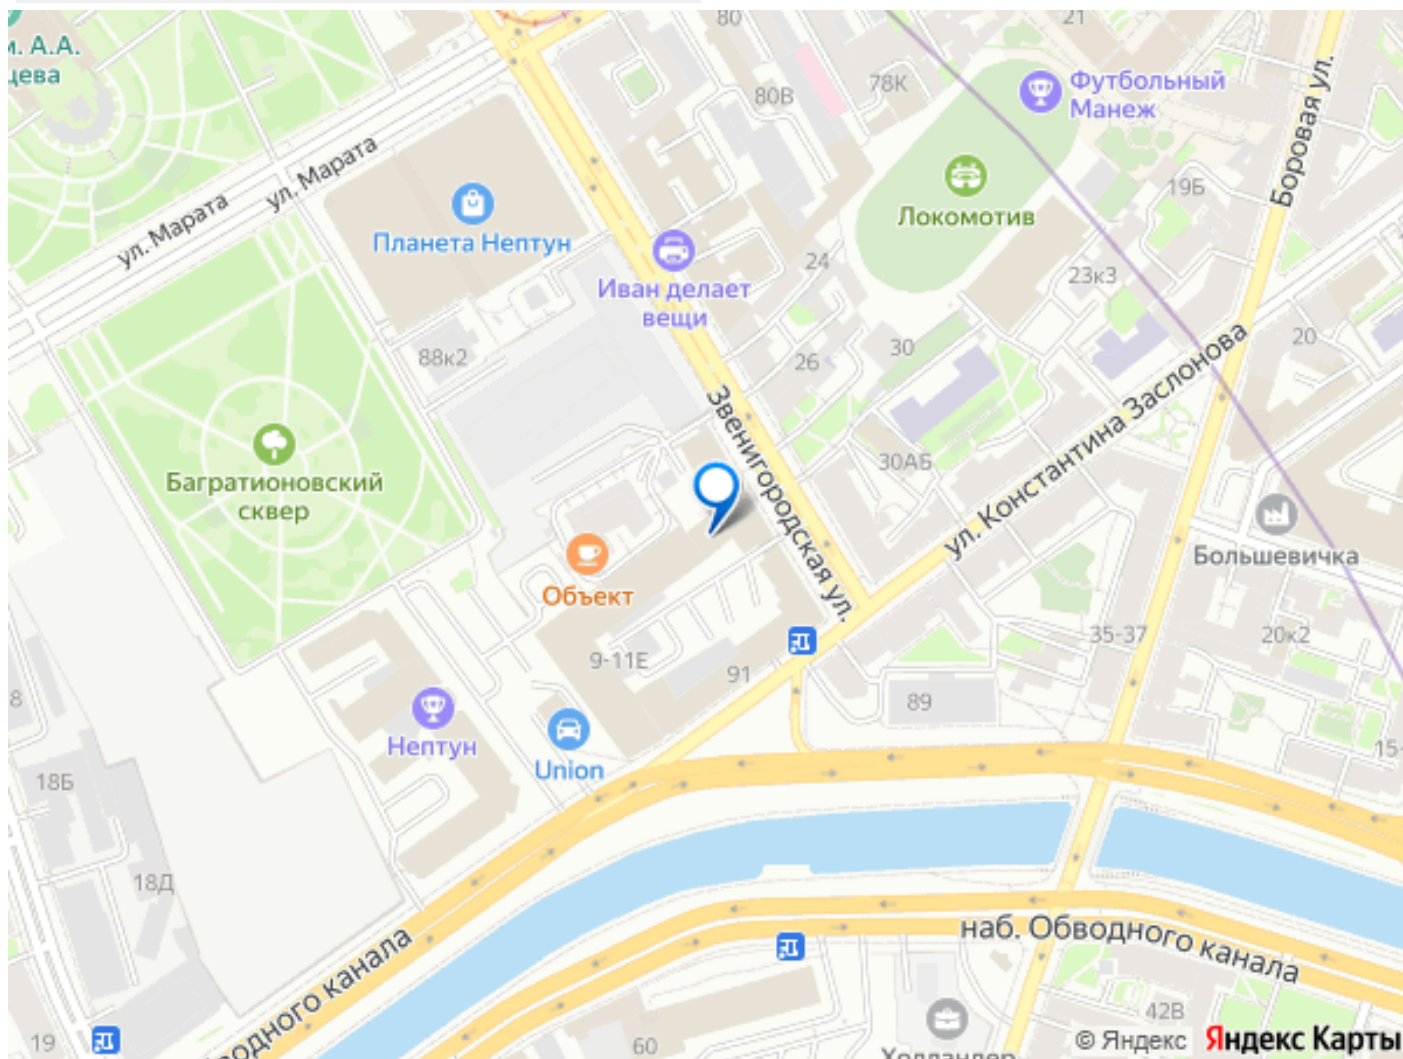 80
21
м. А.А.
цева
80В
78К
Футбольный
Манеж
Боровая ул.
ул. Марата
ул. Марата
19Б
Локомотив
Планета Нептун
24
23к3
Иван делает
вещи
88к2
26
30
20
Звенигородская ул.
ул. Константина Заслонова
30АБ
Багратионовский
сквер
Большевичка
Объект
35-37
20к2
9-11Е
91
89
8
Нептун
Union
15-
18Б
18Д
наб. Обводного канала
водного канала
42В
19
60
Холландер
© Яндекс Яндекс Карты